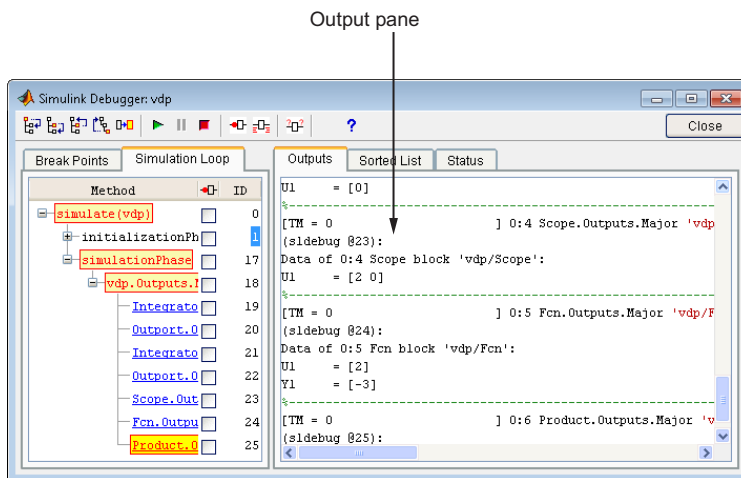 Output pane
Simulink Debugger: vdp
Close
Break Points Simulation Loop
Method ID
simulate(vdp) 0
initializationPh 1
simulationPhase 17
vdp.Outputs.M 18
Integrato 19
Outport.O 20
Integrato 21
Outport.O 22
Scope.Out 23
Fcn.Outpu 24
Product.O 25
Outputs Sorted List Status
U1 = [0]
%----------------------------------------------------------------
[TM = 0 ] 0:4 Scope.Outputs.Major 'vdp
(sldebug @23):
Data of 0:4 Scope block 'vdp/Scope':
U1 = [2 0]
%----------------------------------------------------------------
[TM = 0 ] 0:5 Fcn.Outputs.Major 'vdp/F
(sldebug @24):
Data of 0:5 Fcn block 'vdp/Fcn':
U1 = [2]
Y1 = [-3]
%----------------------------------------------------------------
[TM = 0 ] 0:6 Product.Outputs.Major 'v
(sldebug @25):